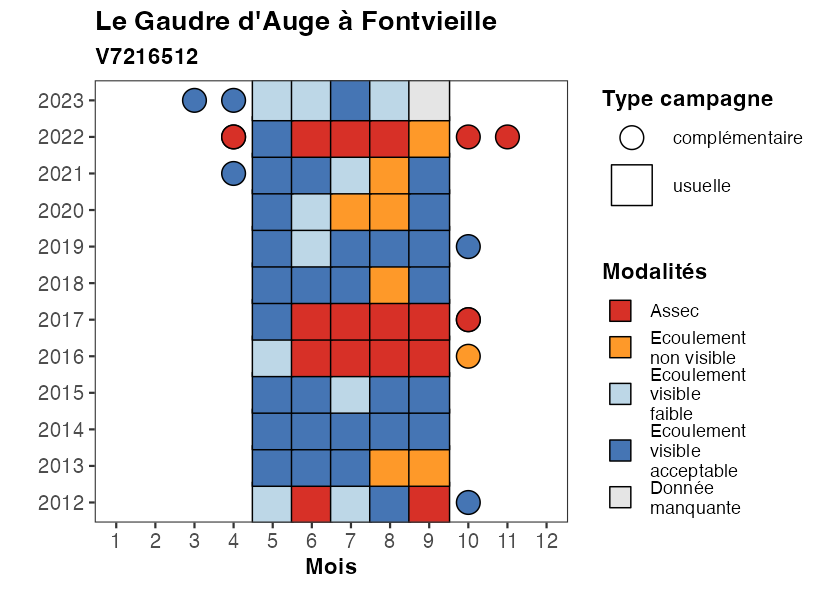 Le Gaudre d'Auge à Fontvieille
V7216512
2023
2022
2021
2020
2019
2018
2017
2016
2015
2014
2013
2012
1 2 3 4 5 6 7 8 9 10 11 12
Mois
Type campagne
complémentaire
usuelle
Modalités
Assec
Ecoulement
non visible
Ecoulement
visible
faible
Ecoulement
visible
acceptable
Donnée
manquante